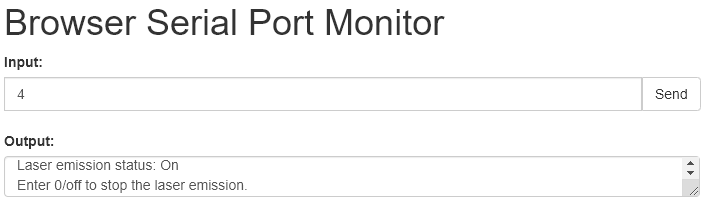 Browser Serial Port Monitor
Input:
4
Send
Output:
Laser emission status: On
Enter 0/off to stop the laser emission.